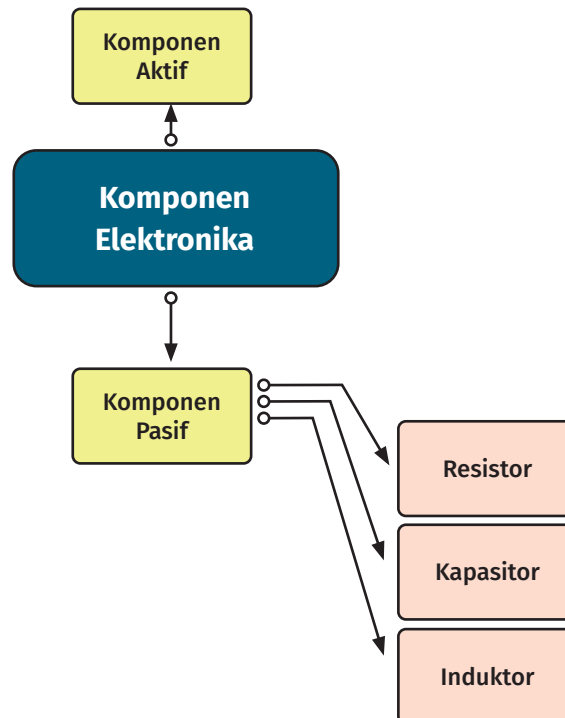 Komponen
Aktif
Komponen
Elektronika
Komponen
Pasif
Resistor
Kapasitor
Induktor